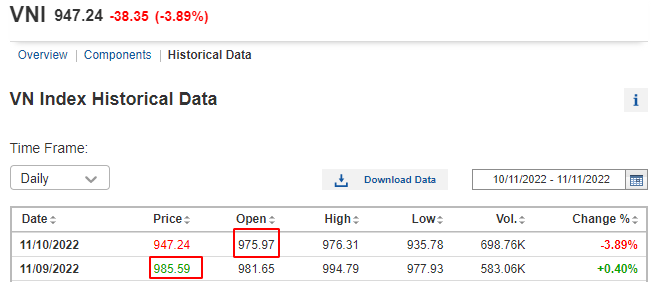 VNI 947.24 -38.35 (-3.89%)
Overview | Components | Historical Data
VN Index Historical Data
i
Time Frame:
Daily Download Data 10/11/2022 - 11/11/2022
Date Price Open High Low Vol. Change %
11/10/2022 947.24 975.97 976.31 935.78 698.76K -3.89%
11/09/2022 985.59 981.65 994.79 977.93 583.06K +0.40%